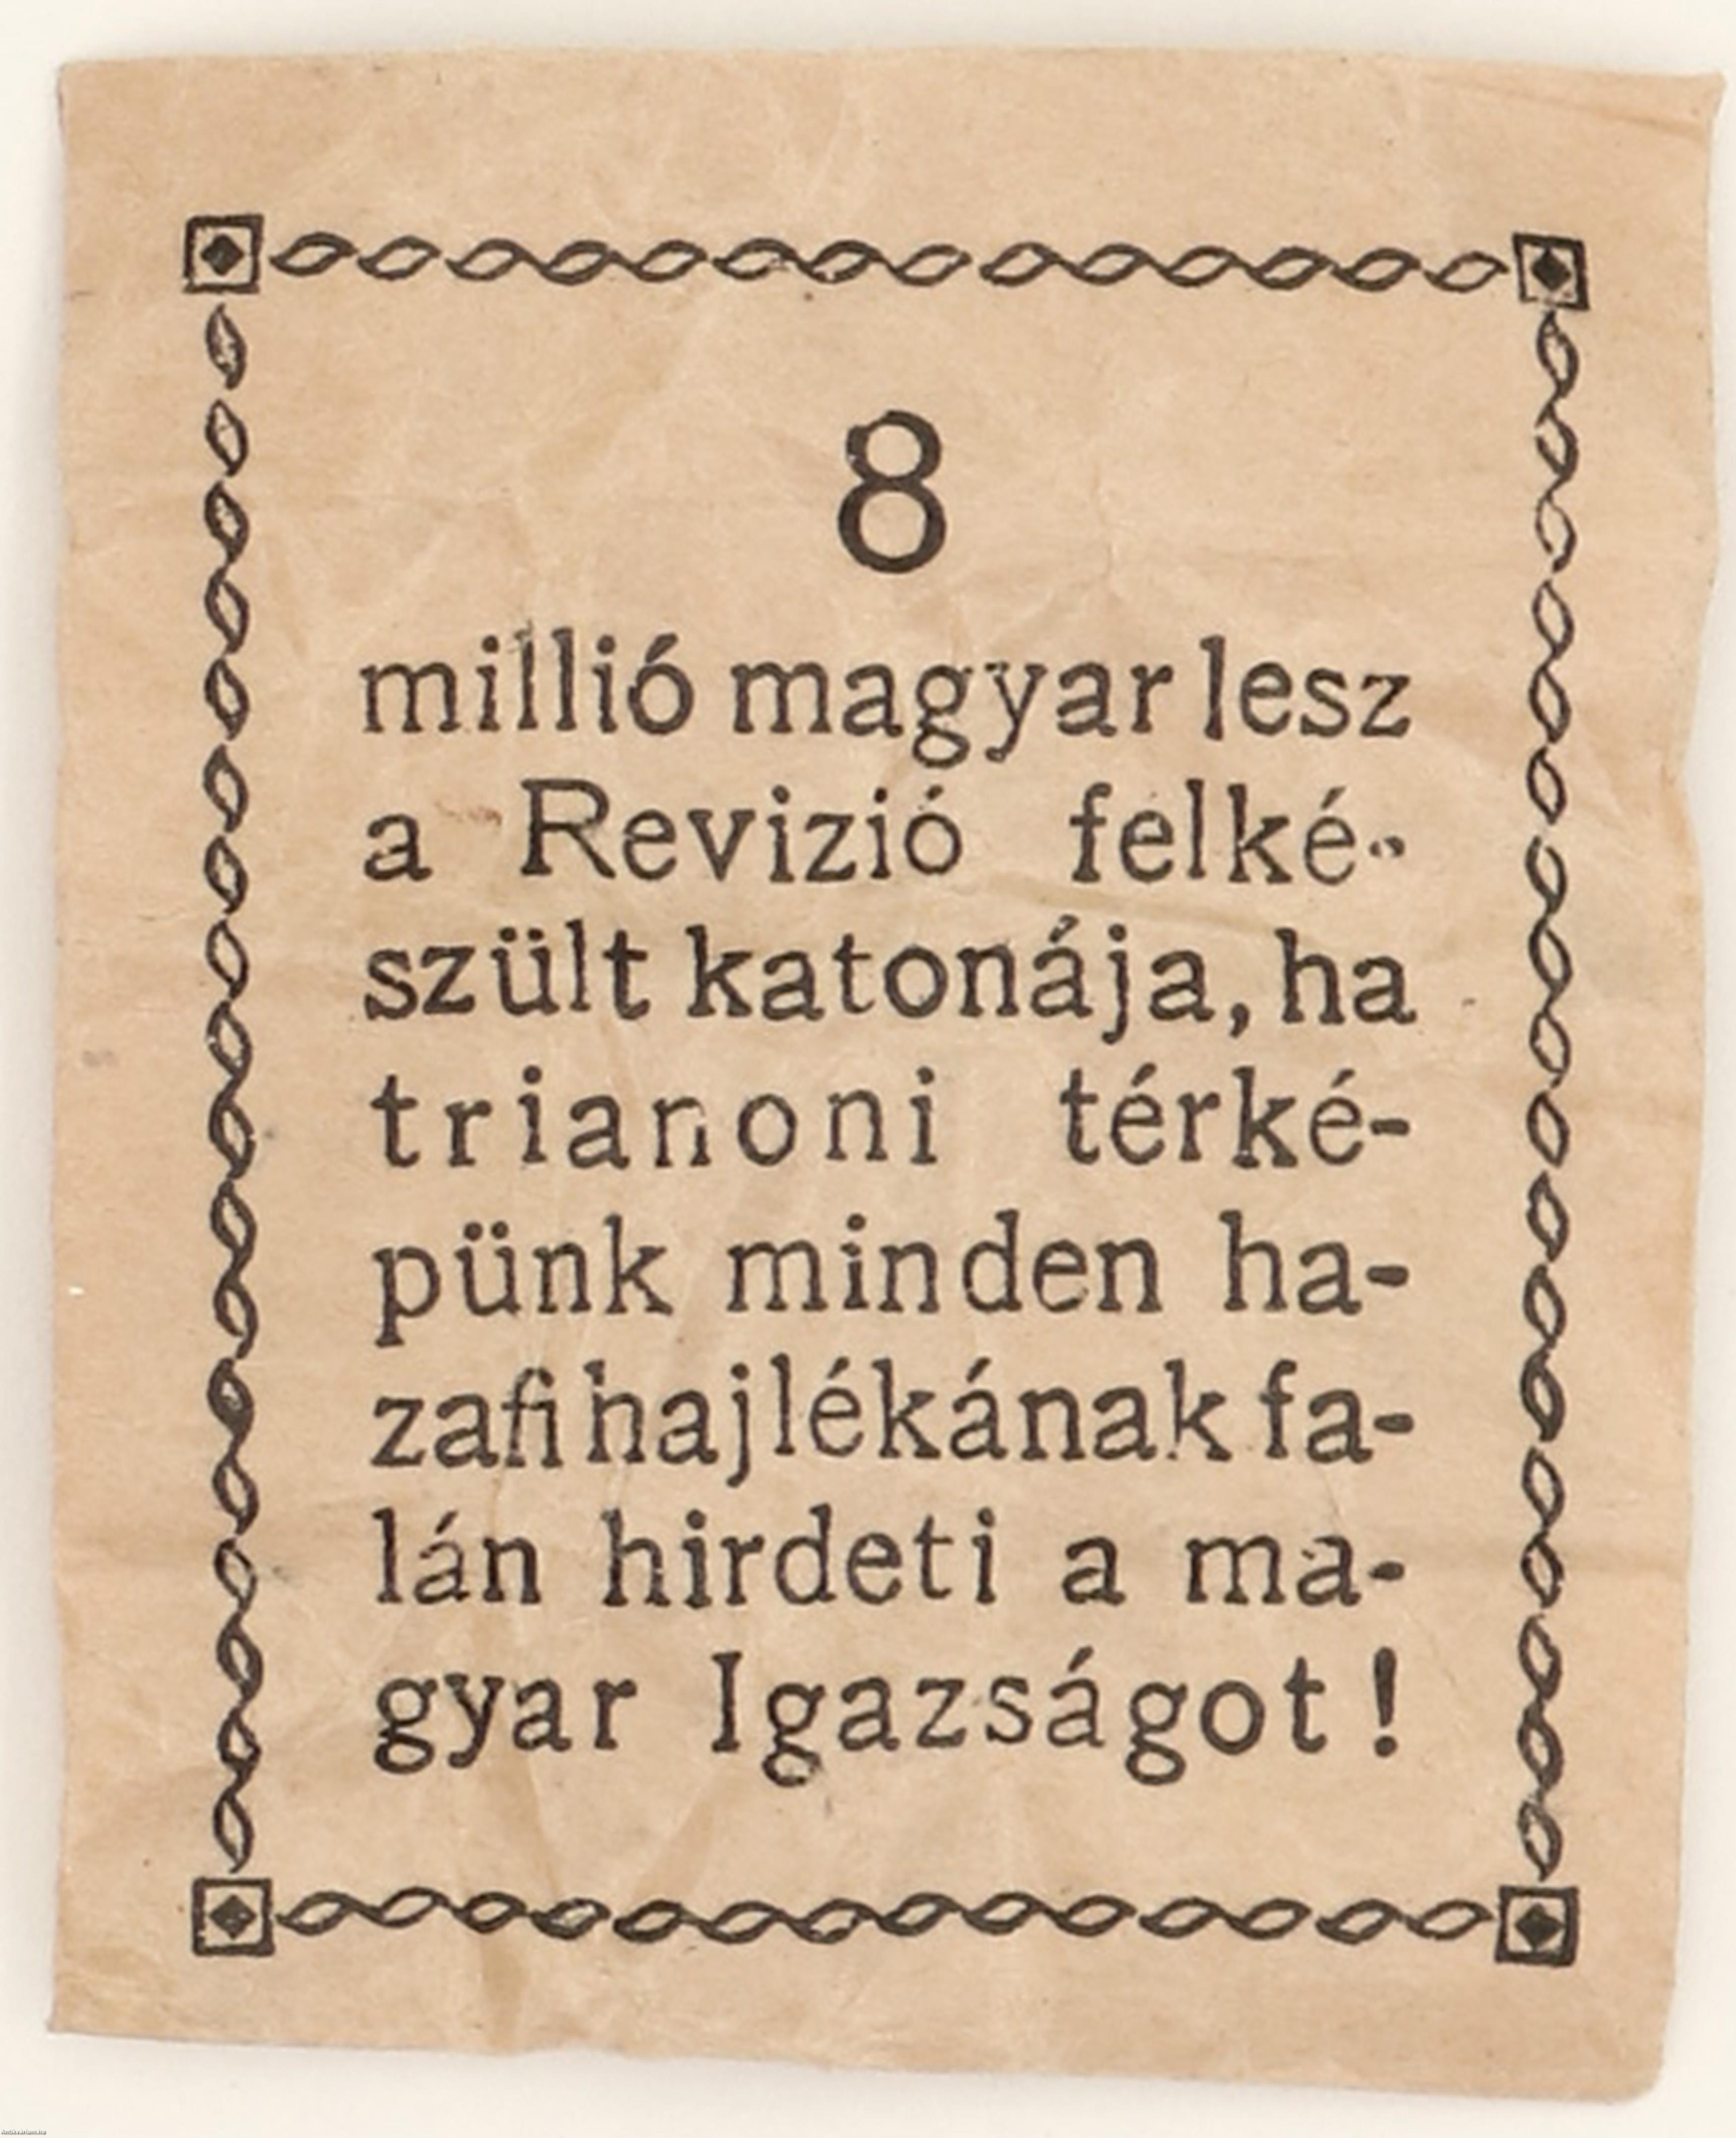 8
millió magyar lesz
a Revizió felké-
szült katonája, ha
trianoni térké-
pünk minden ha-
zafi hajlékának fa-
lán hirdeti a ma-
gyar Igazságot!